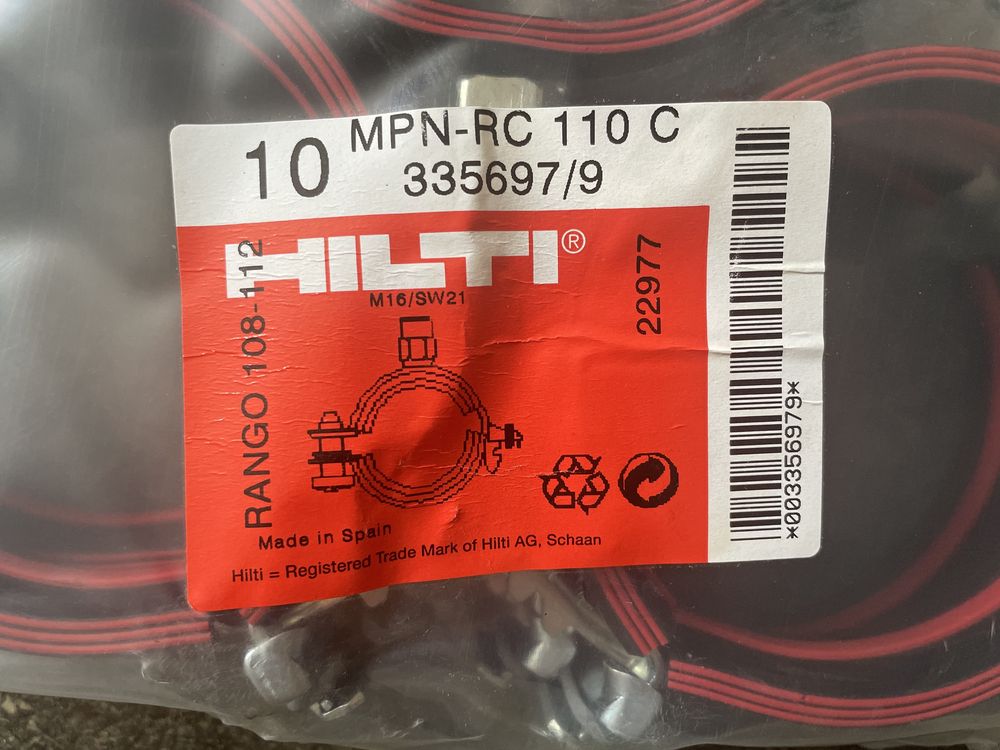 10
MPN-RC 110 C
335697/9
HILTI®
M16/SW21
22977
RANGO 108-112
Made in Spain
Hilti = Registered Trade Mark of Hilti AG, Schaan
*003356979*